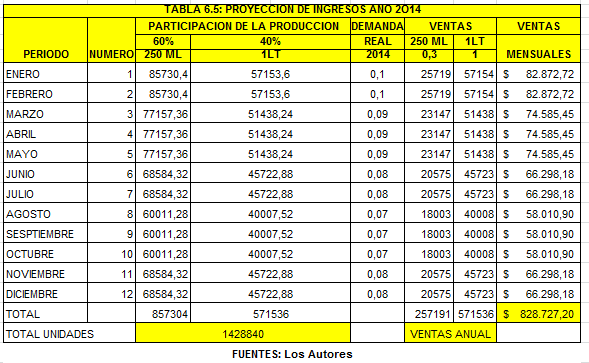 TABLA 6.5: PROYECCION DE INGRESOS AÑO 2014
PARTICIPACION DE LA PRODUCCION DEMANDA VENTAS VENTAS
60% 40% REAL 250 ML 1LT
PERIODO NUMERO 250 ML 1LT 2014 0,3 1 MENSUALES
ENERO 1 85730,4 57153,6 0,1 25719 57154 $ 82.872,72
FEBRERO 2 85730,4 57153,6 0,1 25719 57154 $ 82.872,72
MARZO 3 77157,36 51438,24 0,09 23147 51438 $ 74.585,45
ABRIL 4 77157,36 51438,24 0,09 23147 51438 $ 74.585,45
MAYO 5 77157,36 51438,24 0,09 23147 51438 $ 74.585,45
JUNIO 6 68584,32 45722,88 0,08 20575 45723 $ 66.298,18
JULIO 7 68584,32 45722,88 0,08 20575 45723 $ 66.298,18
AGOSTO 8 60011,28 40007,52 0,07 18003 40008 $ 58.010,90
SESPTIEMBRE 9 60011,28 40007,52 0,07 18003 40008 $ 58.010,90
OCTUBRE 10 60011,28 40007,52 0,07 18003 40008 $ 58.010,90
NOVIEMBRE 11 68584,32 45722,88 0,08 20575 45723 $ 66.298,18
DICIEMBRE 12 68584,32 45722,88 0,08 20575 45723 $ 66.298,18
TOTAL 857304 571536 257191 571536 $ 828.727,20
TOTAL UNIDADES 1428840 VENTAS ANUAL
FUENTES: Los Autores